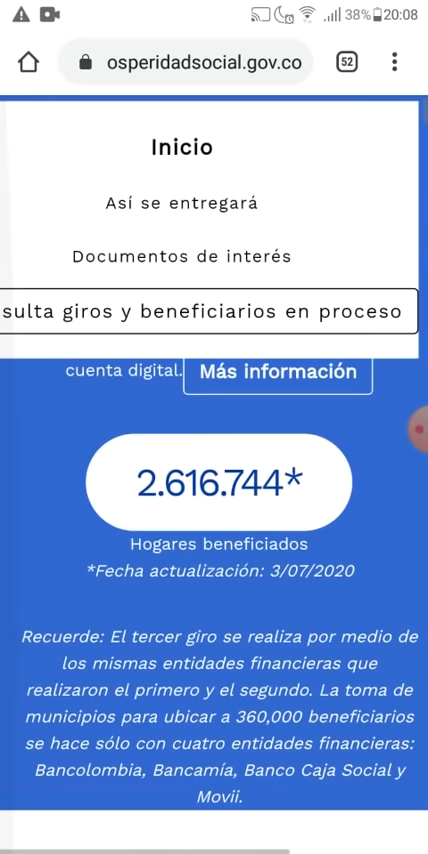 38% 20:08
osperidadsocial.gov.co
52
Inicio
Así se entregará
Documentos de interés
sulta giros y beneficiarios en proceso
cuenta digital. Más información
2.616.744*
Hogares beneficiados
*Fecha actualización: 3/07/2020
Recuerde: El tercer giro se realiza por medio de
los mismas entidades financieras que
realizaron el primero y el segundo. La toma de
municipios para ubicar a 360,000 beneficiarios
se hace sólo con cuatro entidades financieras:
Bancolombia, Bancamía, Banco Caja Social y
Movii.